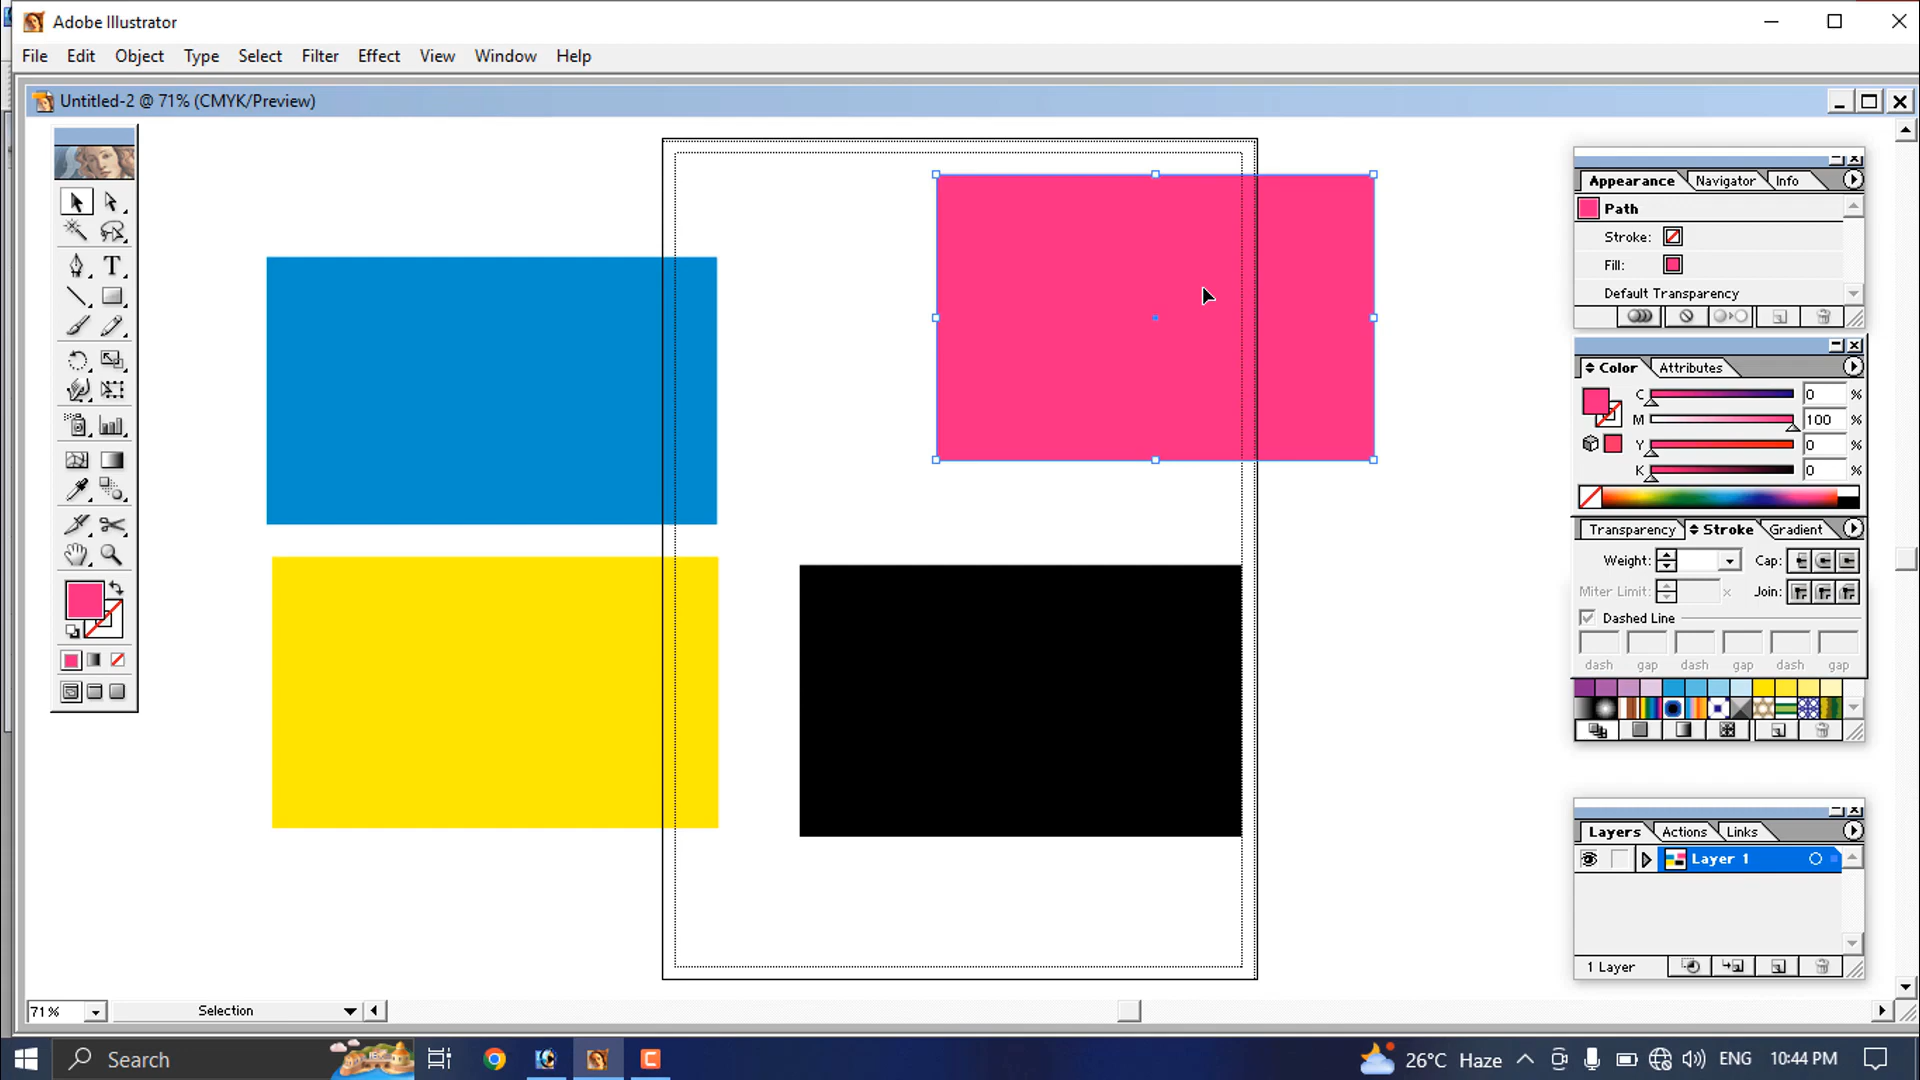 Adobe Illustrator
File Edit Object Type Select Filter Effect View Window Help
Untitled-2 @ 71% (CMYK/Preview)
Appearance Navigator Info
Path
Stroke:
Fill:
Default Transparency
Color Attributes
C 0 %
M 100 %
Y 0 %
K 0 %
Transparency Stroke Gradient
Weight: Cap:
Miter Limit: x Join:
Dashed Line
dash gap dash gap dash gap
Layers Actions Links
Layer 1
1 Layer
71% Selection
Search 26°C Haze ENG 10:44 PM